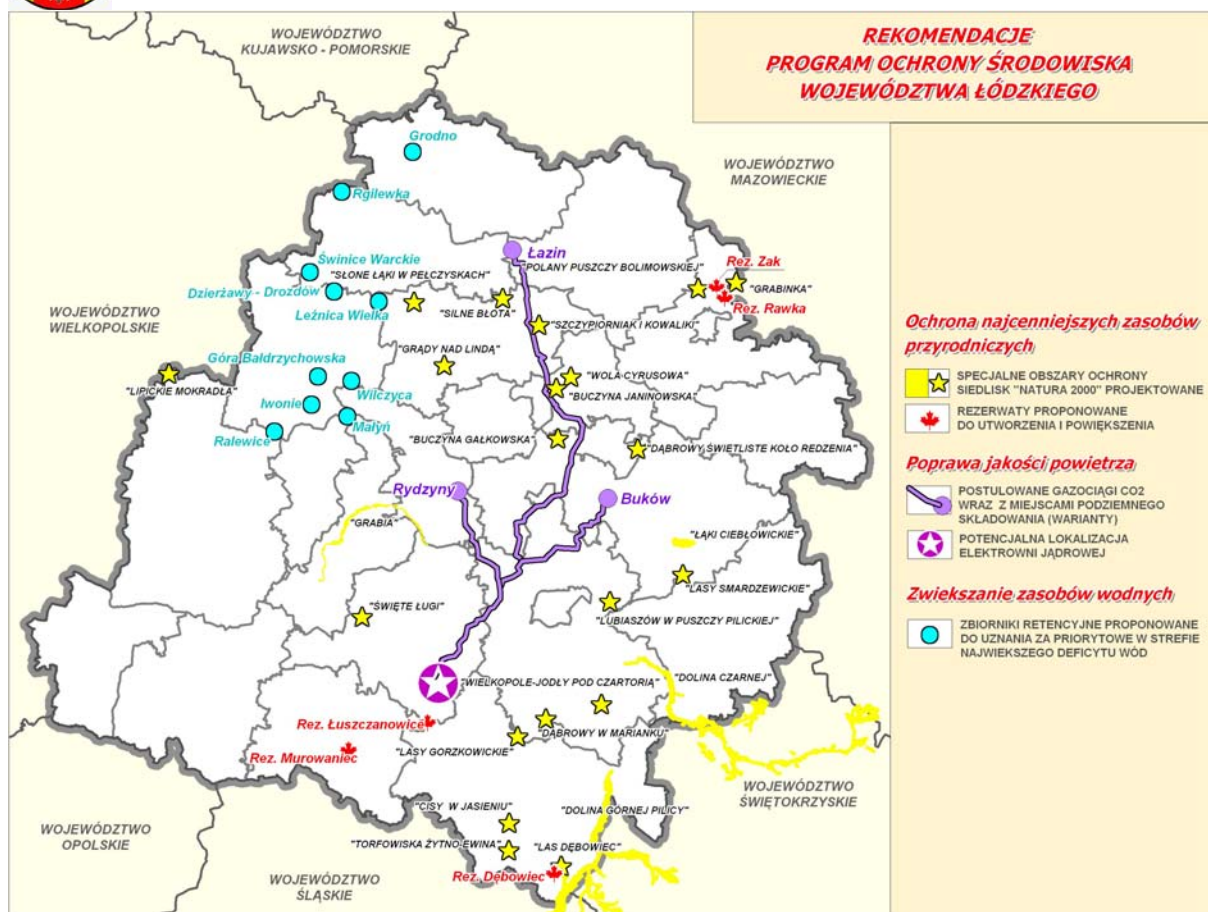 REKOMENDACJE
PROGRAM OCHRONY ŚRODOWISKA
WOJEWÓDZTWA ŁÓDZKIEGO
WOJEWÓDZTWO
KUJAWSKO - POMORSKIE
Grodno
WOJEWÓDZTWO
MAZOWIECKIE
Rgilewka
Łazin
Świnice Warckie
"SŁONE ŁĄKI W PEŁCZYSKACH"
"POLANY PUSZCZY BOLIMOWSKIEJ"
Rez. Zak
"GRABINKA"
Dzierżawy - Drozdów
Leźnica Wielka
"SILNE BŁOTA"
Rez. Rawka
WOJEWÓDZTWO
WIELKOPOLSKIE
"SZCZYPIORNIAK I KOWALIKI"
"GRĄDY NAD LINDĄ"
Góra Bałdrzychowska
"LIPICKIE MOKRADŁA"
"WOLA-CYRUSOWA"
Wilczyca
"BUCZYNA JANINOWSKA"
Iwonie
Małyń
Ralewice
"BUCZYNA GAŁKOWSKA"
"DĄBROWY ŚWIETLISTE KOŁO REDZENIA"
Rydzyny
Buków
"GRABIA"
"ŁĄKI CIEBŁOWICKIE"
"LASY SMARDZEWICKIE"
"ŚWIĘTE ŁUGI"
"LUBIASZÓW W PUSZCZY PILICKIEJ"
"WIELKOPOLE-JODŁY POD CZARTORIĄ"
"DOLINA CZARNEJ"
Rez. Łuszczanowice
"DĄBROWY W MARIANKU"
"LASY GORZKOWICKIE"
Rez. Murowaniec
WOJEWÓDZTWO
ŚWIĘTOKRZYSKIE
"CISY W JASIENIU"
"DOLINA GÓRNEJ PILICY"
WOJEWÓDZTWO
OPOLSKIE
"TORFOWISKA ŻYTNO-EWINA"
"LAS DĘBOWIEC"
Rez. Dębowiec
WOJEWÓDZTWO
ŚLĄSKIE
Ochrona najcenniejszych zasobów
przyrodniczych
SPECJALNE OBSZARY OCHRONY
SIEDLISK "NATURA 2000" PROJEKTOWANE
REZERWATY PROPONOWANE
DO UTWORZENIA I POWIĘKSZENIA
Poprawa jakości powietrza
POSTULOWANE GAZOCIĄGI CO2
WRAZ Z MIEJSCAMI PODZIEMNEGO
SKŁADOWANIA (WARIANTY)
POTENCJALNA LOKALIZACJA
ELEKTROWNI JĄDROWEJ
Zwiekszanie zasobów wodnych
ZBIORNIKI RETENCYJNE PROPONOWANE
DO UZNANIA ZA PRIORYTOWE W STREFIE
NAJWIEKSZEGO DEFICYTU WÓD